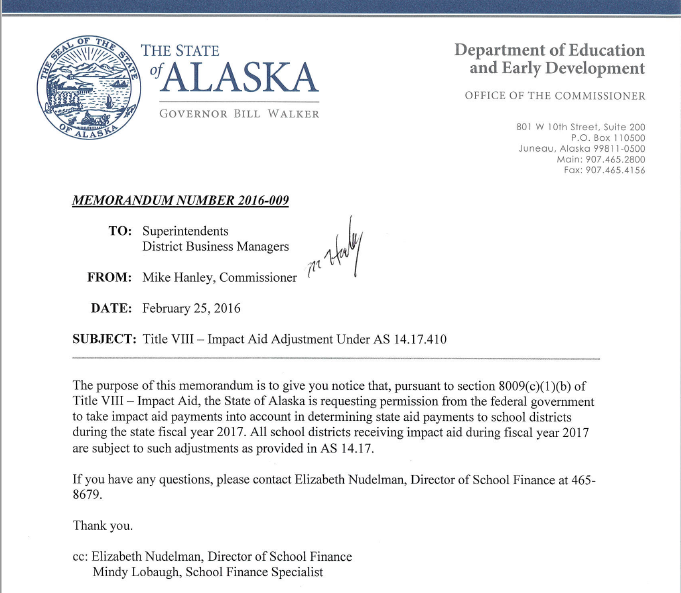 THE SEAL OF THE STATE
OF ALASKA
THE STATE
of ALASKA
GOVERNOR BILL WALKER
Department of Education
and Early Development
OFFICE OF THE COMMISSIONER
801 W 10th Street, Suite 200
P.O. Box 110500
Juneau, Alaska 99811-0500
Main: 907.465.2800
Fax: 907.465.4156
MEMORANDUM NUMBER 2016-009
TO: Superintendents
District Business Managers
m Hanley
FROM: Mike Hanley, Commissioner
DATE: February 25, 2016
SUBJECT: Title VIII – Impact Aid Adjustment Under AS 14.17.410
The purpose of this memorandum is to give you notice that, pursuant to section 8009(c)(1)(b) of
Title VIII – Impact Aid, the State of Alaska is requesting permission from the federal government
to take impact aid payments into account in determining state aid payments to school districts
during the state fiscal year 2017. All school districts receiving impact aid during fiscal year 2017
are subject to such adjustments as provided in AS 14.17.
If you have any questions, please contact Elizabeth Nudelman, Director of School Finance at 465-
8679.
Thank you.
cc: Elizabeth Nudelman, Director of School Finance
Mindy Lobaugh, School Finance Specialist